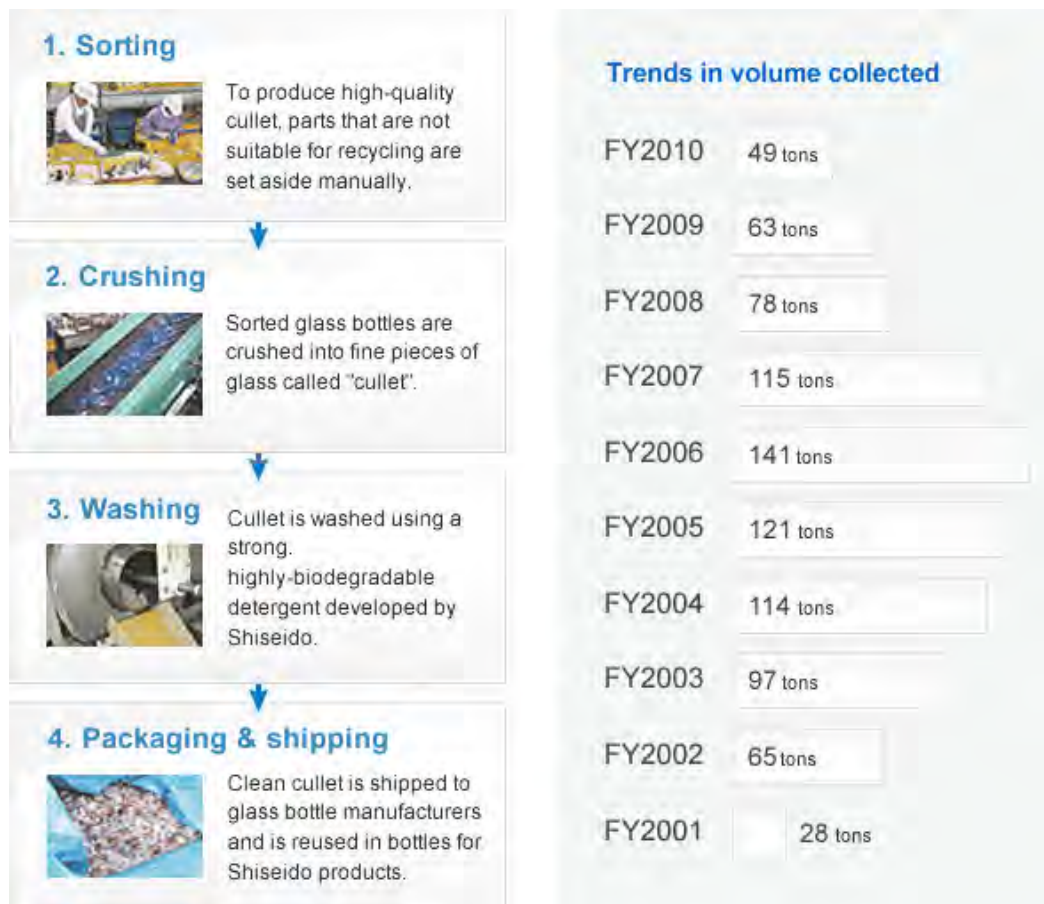 1. Sorting
To produce high-quality
cullet, parts that are not
suitable for recycling are
set aside manually.
2. Crushing
Sorted glass bottles are
crushed into fine pieces of
glass called "cullet".
3. Washing
Cullet is washed using a
strong.
highly-biodegradable
detergent developed by
Shiseido.
4. Packaging & shipping
Clean cullet is shipped to
glass bottle manufacturers
and is reused in bottles for
Shiseido products.
Trends in volume collected
FY2010 49 tons
FY2009 63 tons
FY2008 78 tons
FY2007 115 tons
FY2006 141 tons
FY2005 121 tons
FY2004 114 tons
FY2003 97 tons
FY2002 65 tons
FY2001 28 tons